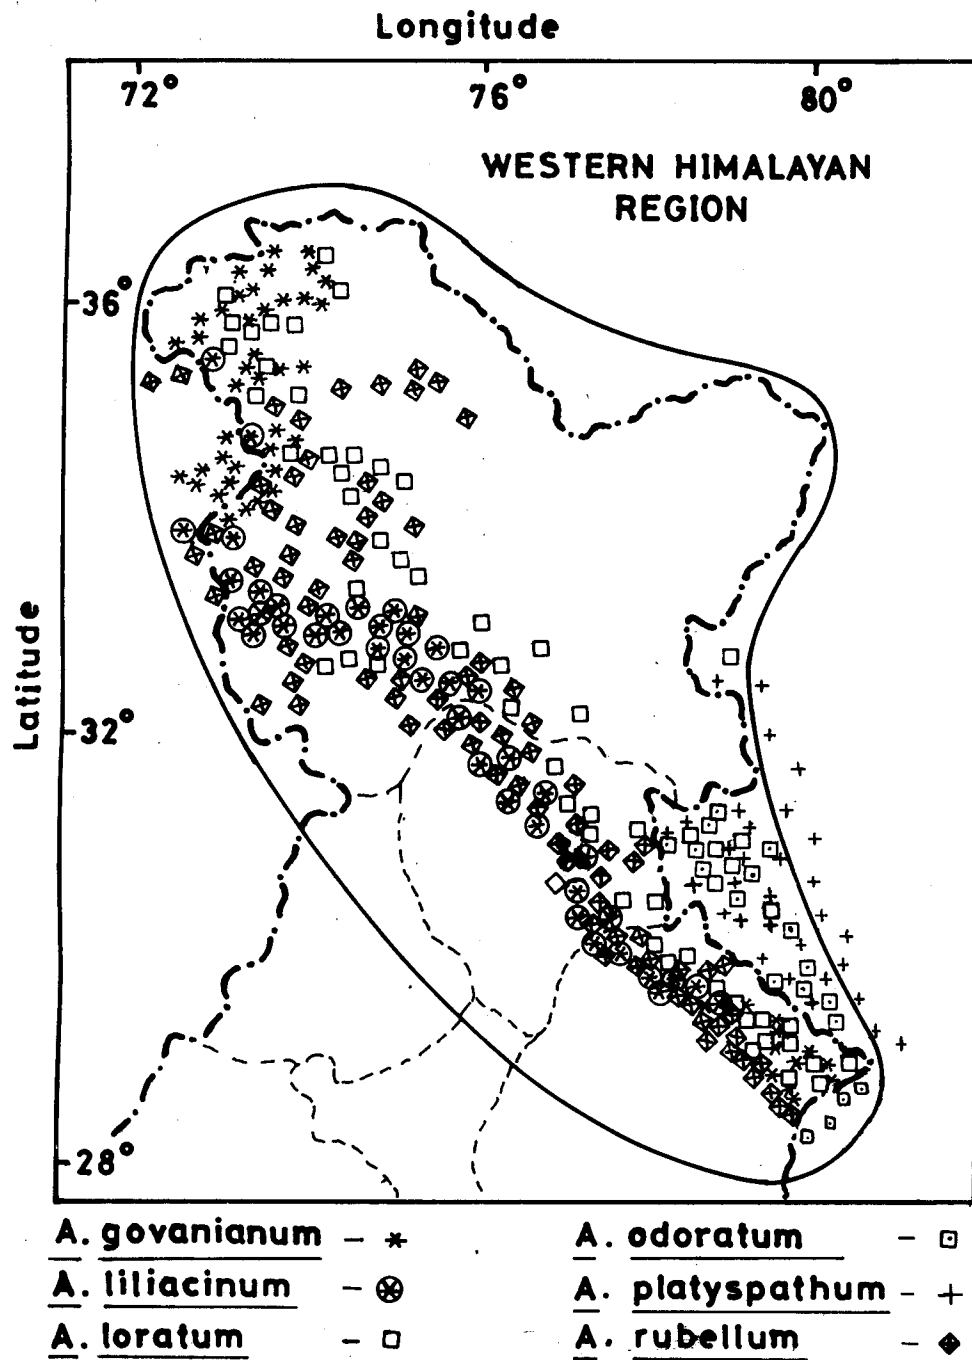 Longitude
72° 76° 80°
WESTERN HIMALAYAN
REGION
36°
Latitude
32°
28°
A. govanianum –
A. odoratum –
A. liliacinum –
A. platyspathum –
A. loratum –
A. rubellum –